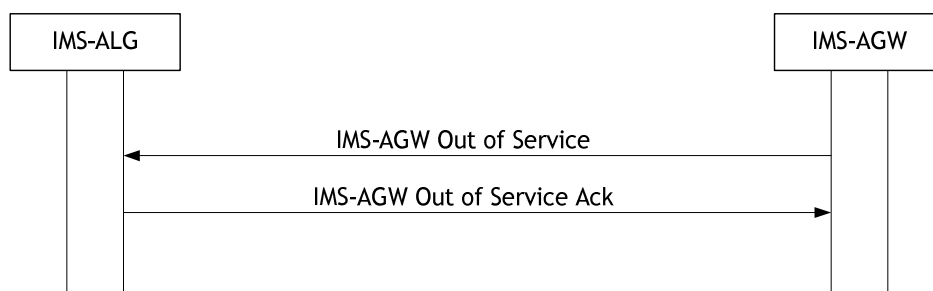 IMS-ALG
IMS-AGW
IMS-AGW Out of Service
IMS-AGW Out of Service Ack